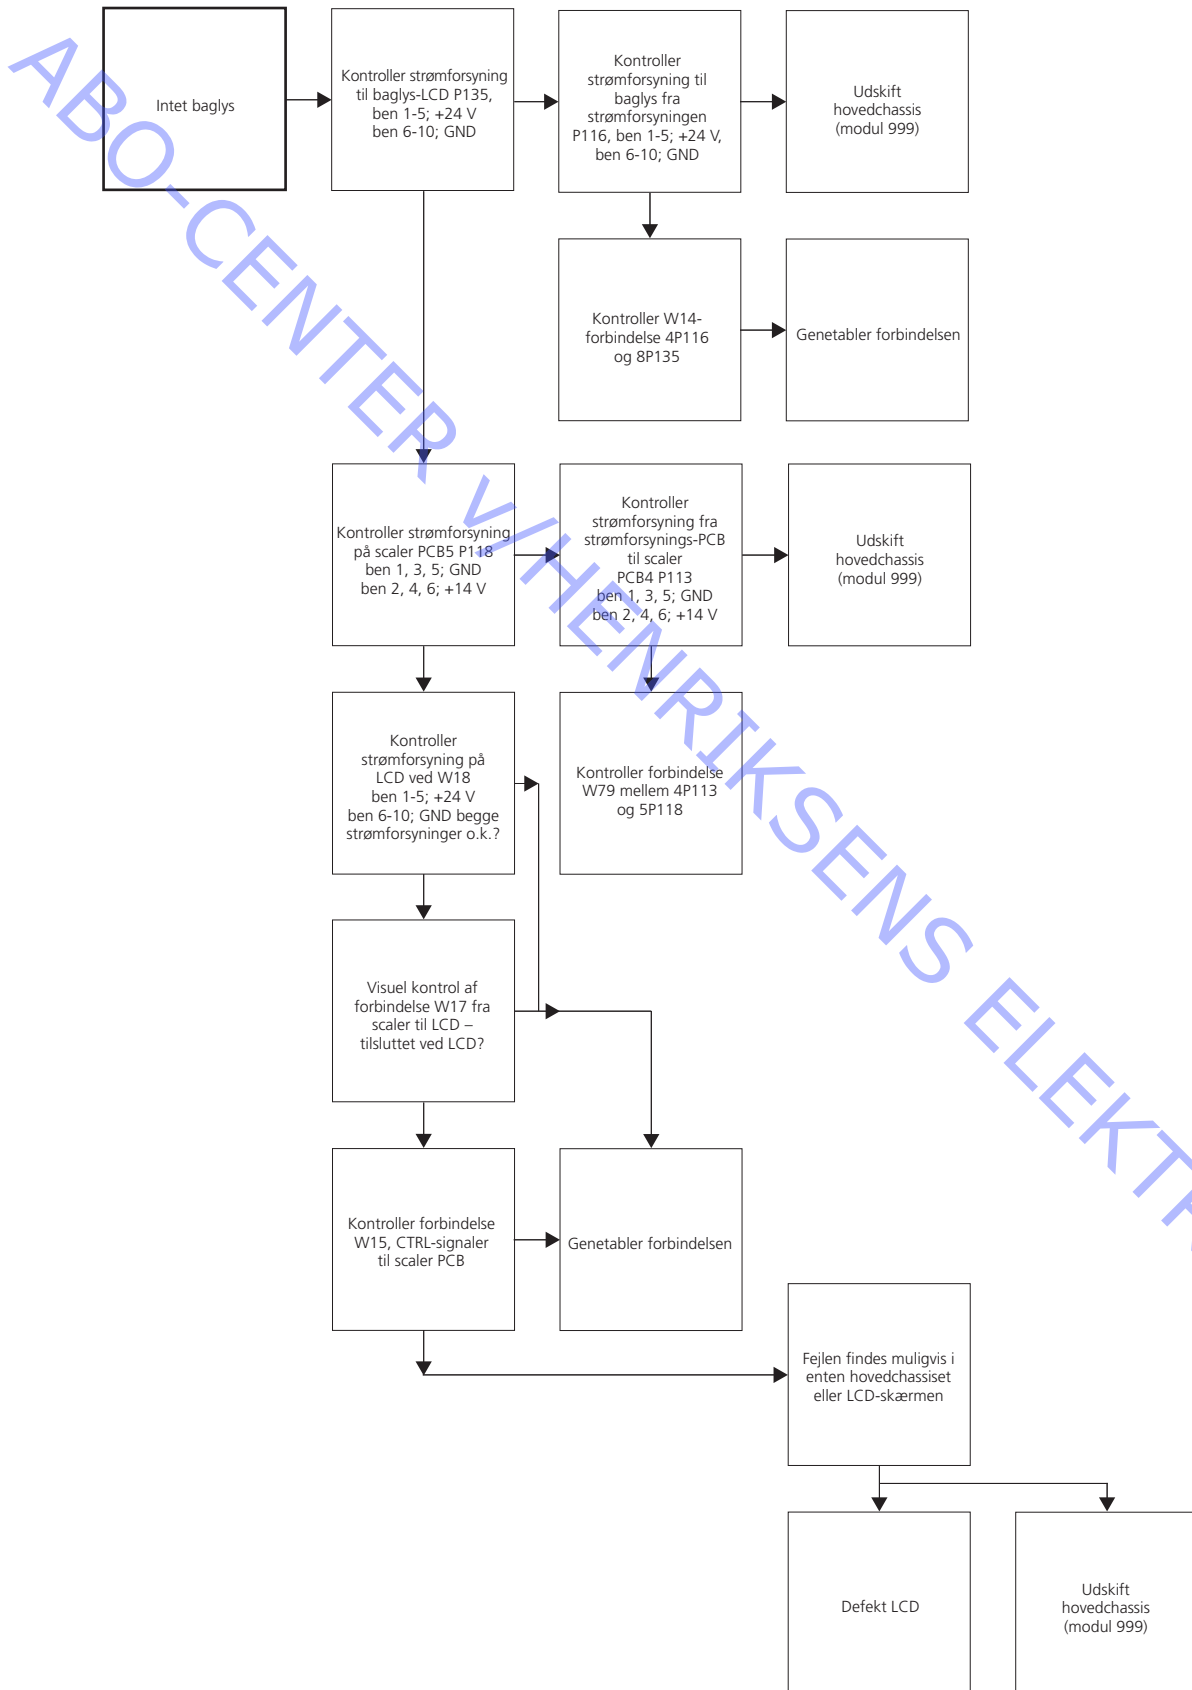 Intet baglys
Kontroller strømforsyning
til baglys-LCD P135,
ben 1-5; +24 V
ben 6-10; GND
Kontroller
strømforsyning til
baglys fra
strømforsyningen
P116, ben 1-5; +24 V,
ben 6-10; GND
Udskift
hovedchassis
(modul 999)
Kontroller W14-
forbindelse 4P116
og 8P135
Genetabler forbindelsen
Kontroller strømforsyning
på scaler PCB5 P118
ben 1, 3, 5; GND
ben 2, 4, 6; +14 V
Kontroller
strømforsyning fra
strømforsynings-PCB
til scaler
PCB4 P113
ben 1, 3, 5; GND
ben 2, 4, 6; +14 V
Udskift
hovedchassis
(modul 999)
Kontroller
strømforsyning på
LCD ved W18
ben 1-5; +24 V
ben 6-10; GND begge
strømforsyninger o.k.?
Kontroller forbindelse
W79 mellem 4P113
og 5P118
Visuel kontrol af
forbindelse W17 fra
scaler til LCD –
tilsluttet ved LCD?
Kontroller forbindelse
W15, CTRL-signaler
til scaler PCB
Genetabler forbindelsen
Fejlen findes muligvis i
enten hovedchassiset
eller LCD-skærmen
Defekt LCD
Udskift
hovedchassis
(modul 999)
ABO-CENTER v/HENRIKSENS ELEKT